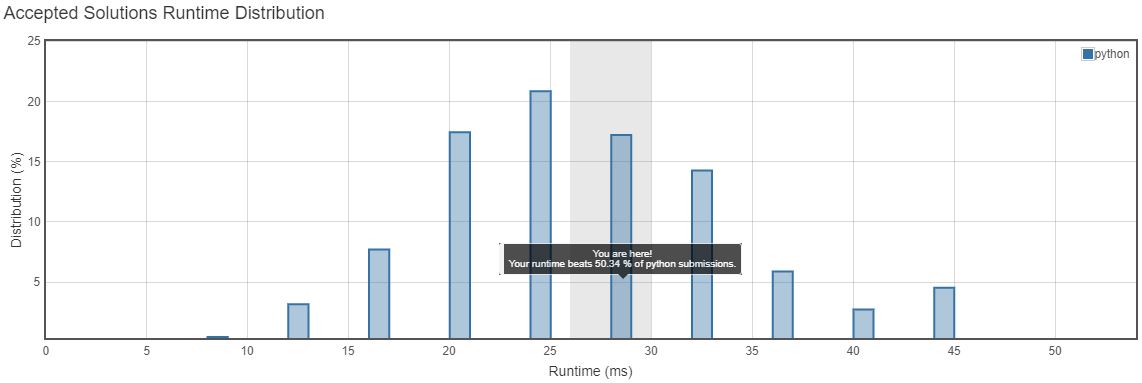 Accepted Solutions Runtime Distribution
25
python
20
15
10
5
Distribution (%)
You are here!
Your runtime beats 50.34 % of python submissions.
0 5 10 15 20 25 30 35 40 45 50
Runtime (ms)